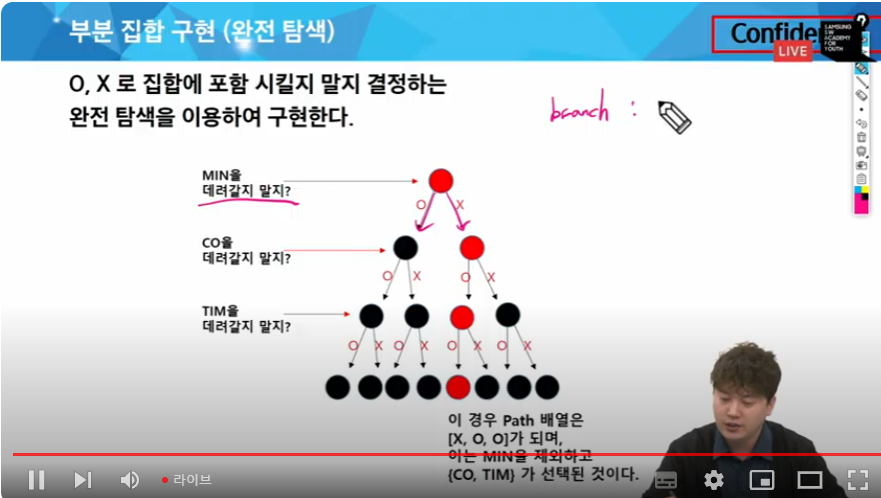 부분 집합 구현 (완전 탐색)
Confide
SAMSUNG
SW
ACADEMY
FOR
YOUTH
LIVE
O, X 로 집합에 포함 시킬지 말지 결정하는
완전 탐색을 이용하여 구현한다.
branch :
MIN을
데려갈지 말지?
O X
CO을
데려갈지 말지?
O X O X
TIM을
데려갈지 말지?
O X O X O X O X
이 경우 Path 배열은
[X, O, O]가 되며,
이는 MIN을 제외하고
{CO, TIM} 가 선택된 것이다.
라이브